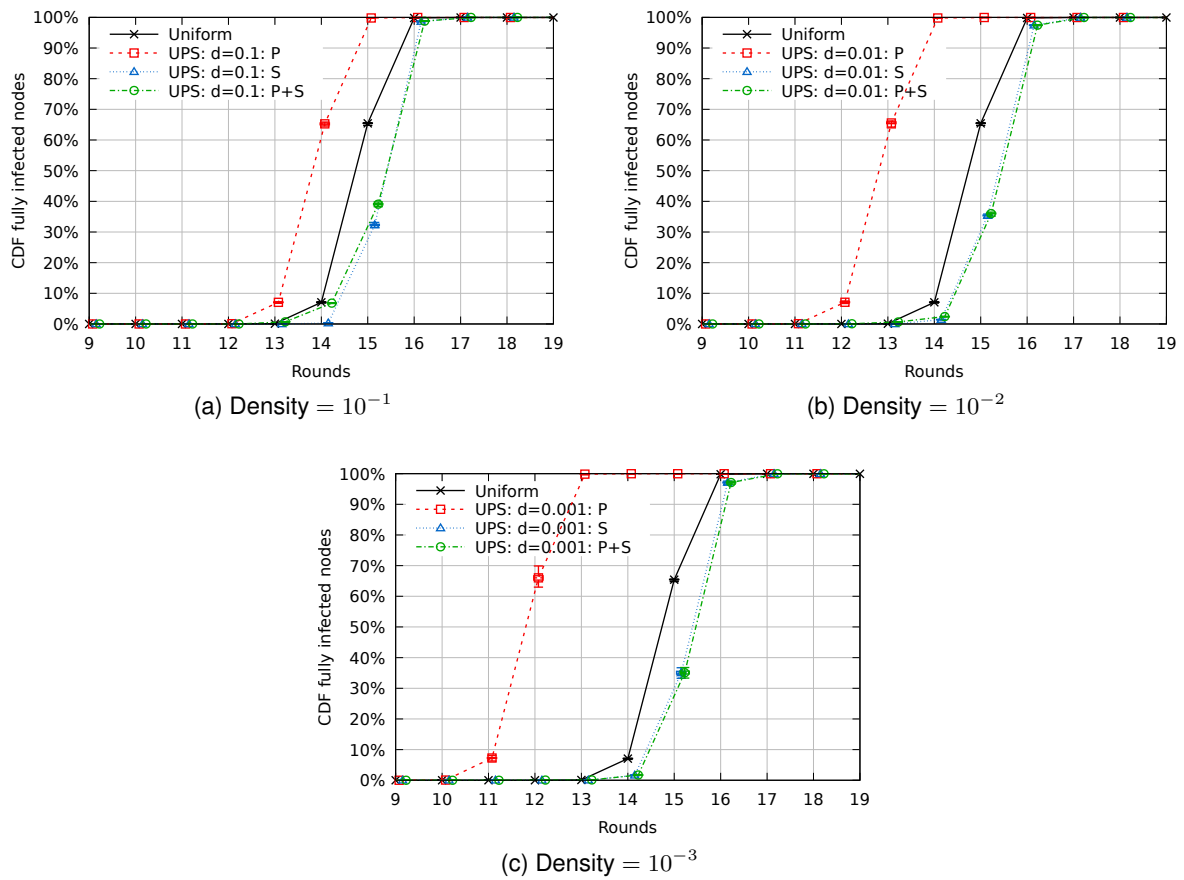 100%
90%
80%
70%
60%
50%
40%
30%
20%
10%
0%
CDF fully infected nodes
Uniform
UPS: d=0.1: P
UPS: d=0.1: S
UPS: d=0.1: P+S
9 10 11 12 13 14 15 16 17 18 19
Rounds
(a) Density = 10⁻¹
100%
90%
80%
70%
60%
50%
40%
30%
20%
10%
0%
CDF fully infected nodes
Uniform
UPS: d=0.01: P
UPS: d=0.01: S
UPS: d=0.01: P+S
9 10 11 12 13 14 15 16 17 18 19
Rounds
(b) Density = 10⁻²
100%
90%
80%
70%
60%
50%
40%
30%
20%
10%
0%
CDF fully infected nodes
Uniform
UPS: d=0.001: P
UPS: d=0.001: S
UPS: d=0.001: P+S
9 10 11 12 13 14 15 16 17 18 19
Rounds
(c) Density = 10⁻³